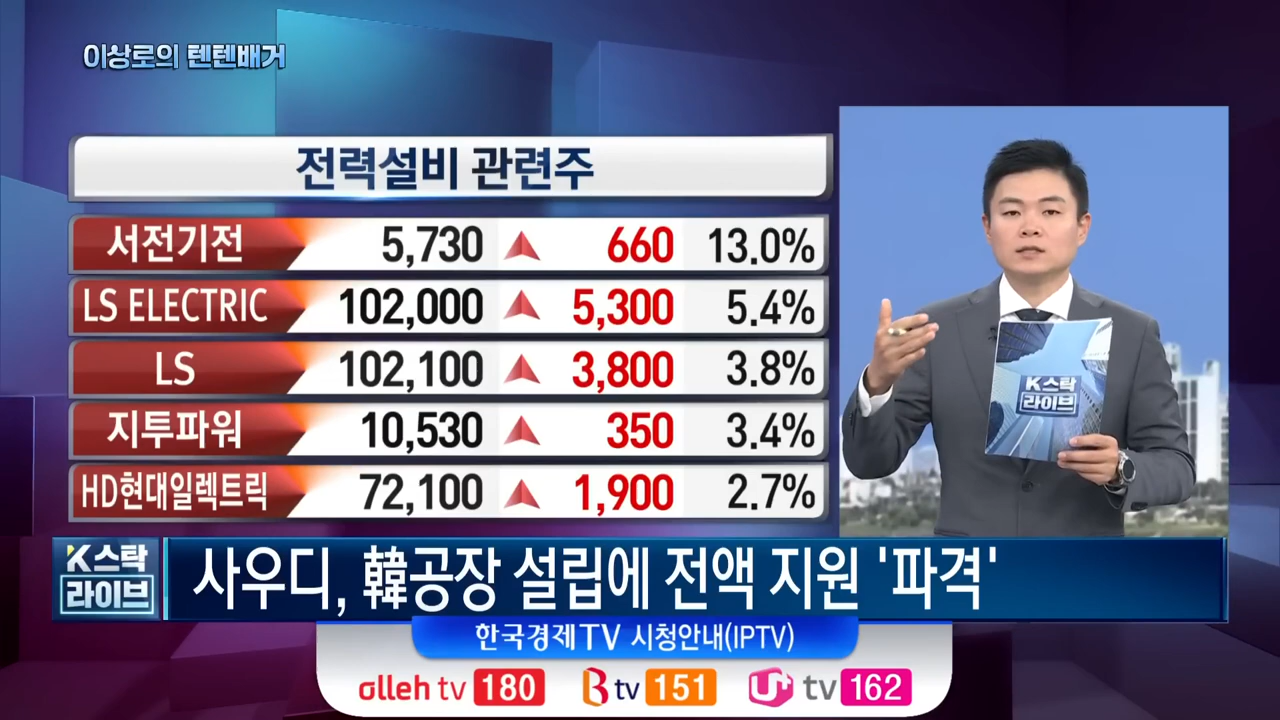 이상로의 텐텐배거
전력설비 관련주
서전기전 5,730 ▲ 660 13.0%
LS ELECTRIC 102,000 ▲ 5,300 5.4%
LS 102,100 ▲ 3,800 3.8%
지투파워 10,530 ▲ 350 3.4%
HD현대일렉트릭 72,100 ▲ 1,900 2.7%
K스탁
라이브
K스탁
라이브
사우디, 韓공장 설립에 전액 지원 '파격'
한국경제TV 시청안내(IPTV)
olleh tv 180 B tv 151 U+ tv 162